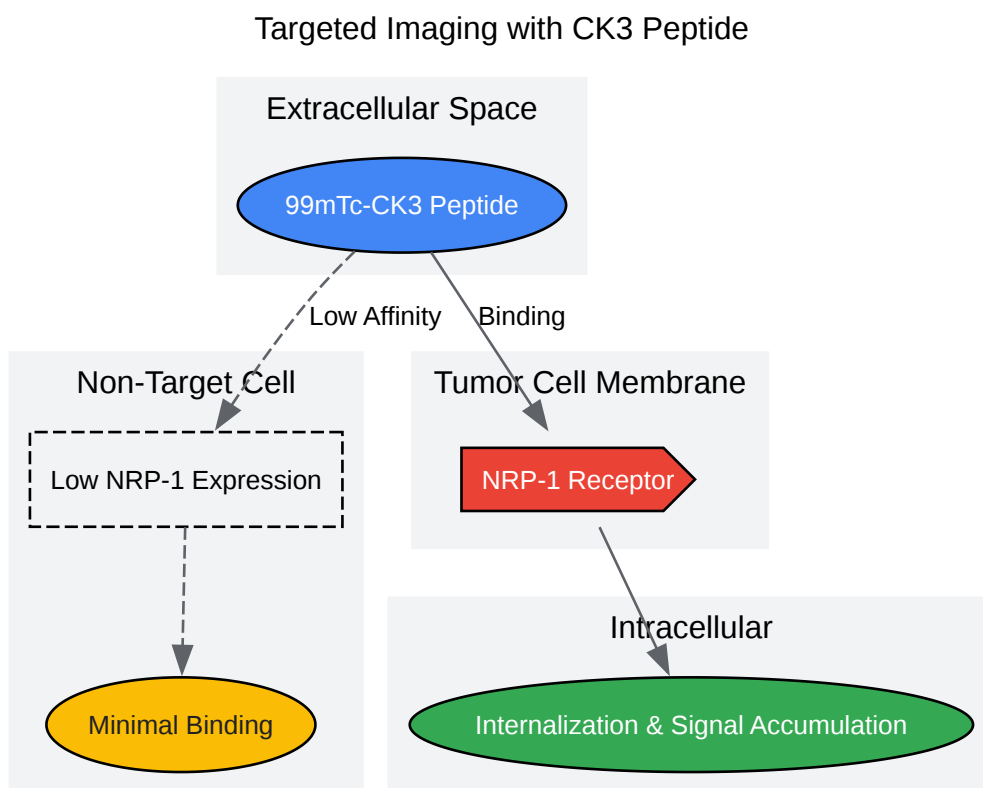 Targeted Imaging with CK3 Peptide
Extracellular Space
99mTc-CK3 Peptide
Low Affinity
Binding
Non-Target Cell
Tumor Cell Membrane
Low NRP-1 Expression
NRP-1 Receptor
Intracellular
Minimal Binding
Internalization & Signal Accumulation